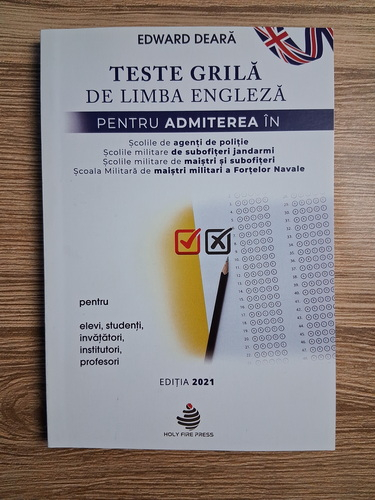 EDWARD DEARĂ
TESTE GRILĂ
DE LIMBA ENGLEZĂ
PENTRU ADMITEREA ÎN
Școlile de agenți de poliție
Școlile militare de subofițeri jandarmi
Școlile militare de maiștri și subofițeri
Școala Militară de maiștri militari a Forțelor Navale
pentru
elevi, studenți,
învățători,
institutori,
profesori
EDIȚIA 2021
HOLY FIRE PRESS